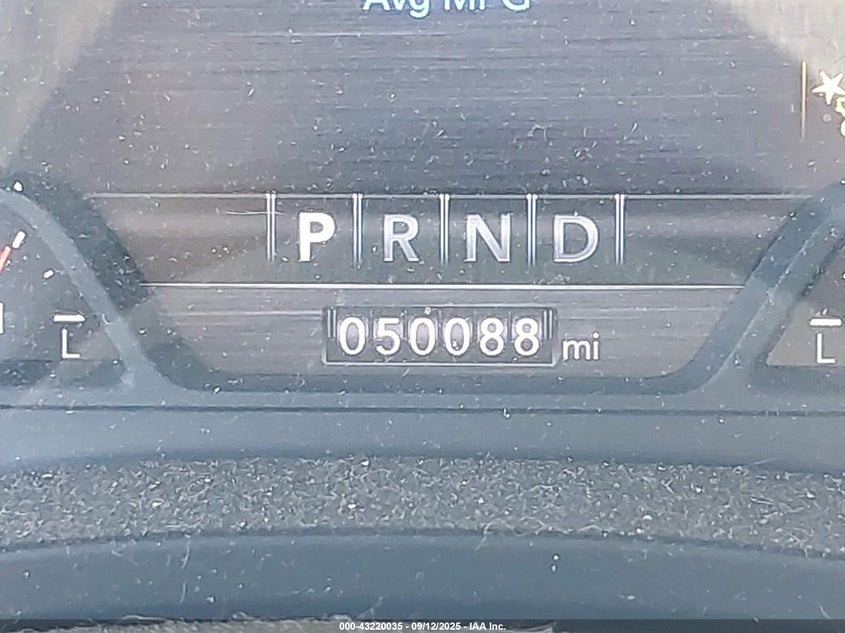 Avg MPG
P R N D
050088 mi
L
L
000-43220035 - 09/12/2025 - IAA Inc.